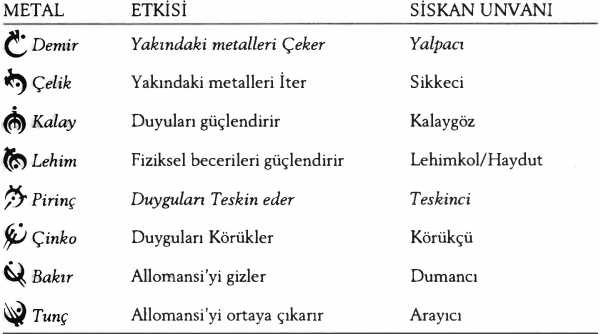 METAL ETKİSİ SİSKAN UNVANI
Demir Yakındaki metalleri Çeker Yalpacı
Çelik Yakındaki metalleri İter Sikkeci
Kalay Duyuları güçlendirir Kalaygöz
Lehim Fiziksel becerileri güçlendirir Lehimkol/Haydut
Pirinç Duyguları Teskin eder Teskinci
Çinko Duyguları Körükler Körükçü
Bakır Allomansi'yi gizler Dumancı
Tunç Allomansi'yi ortaya çıkarır Arayıcı